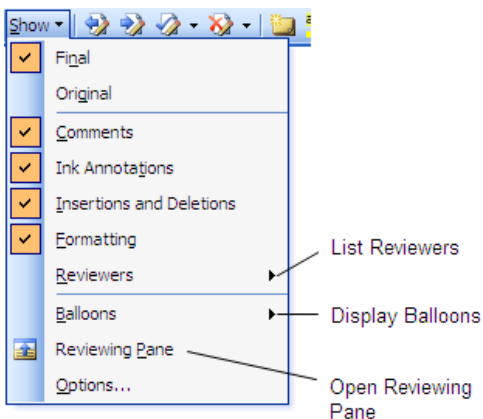 Show
Final
Original
Comments
Ink Annotations
Insertions and Deletions
Formatting
Reviewers
List Reviewers
Balloons
Display Balloons
Reviewing Pane
Options...
Open Reviewing
Pane